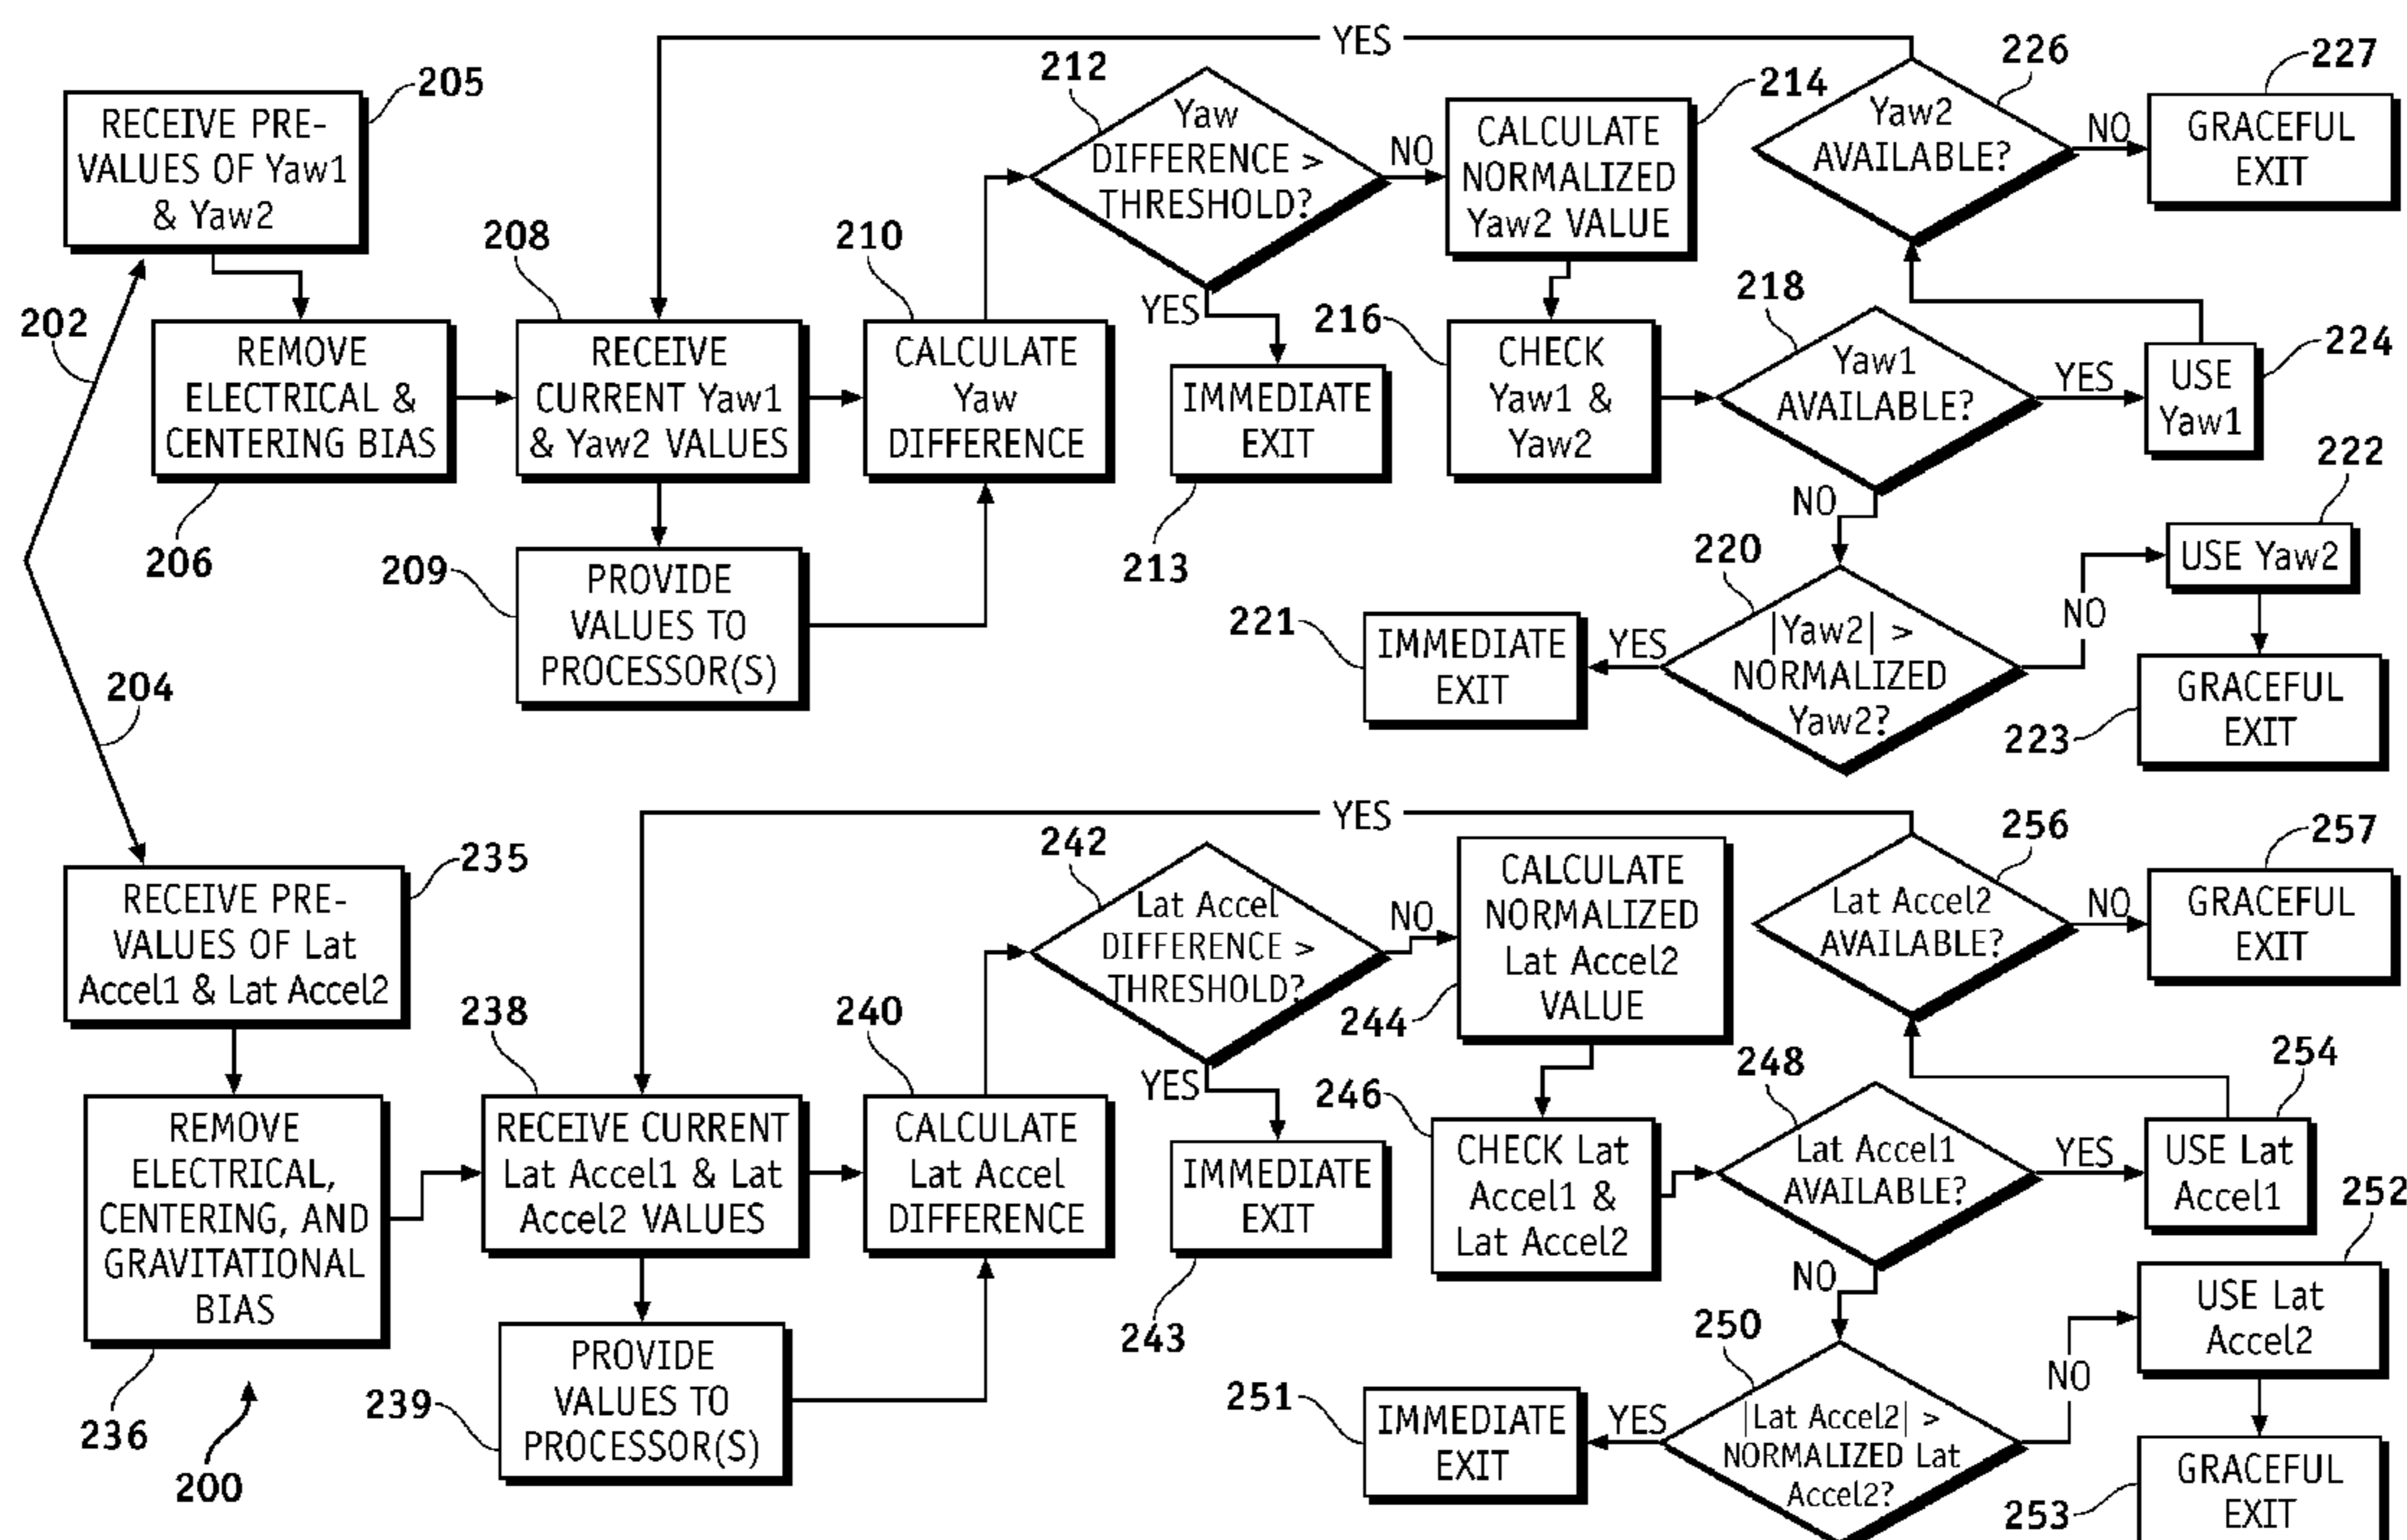 YES
205
RECEIVE PRE-
VALUES OF Yaw1
& Yaw2
202
REMOVE
ELECTRICAL &
CENTERING BIAS
206
208
RECEIVE
CURRENT Yaw1
& Yaw2 VALUES
209
PROVIDE
VALUES TO
PROCESSOR(S)
210
CALCULATE
Yaw
DIFFERENCE
212
Yaw
DIFFERENCE >
THRESHOLD?
NO
YES
IMMEDIATE
EXIT
213
214
CALCULATE
NORMALIZED
Yaw2 VALUE
216
CHECK
Yaw1 &
Yaw2
218
Yaw1
AVAILABLE?
YES
NO
224
USE
Yaw1
226
Yaw2
AVAILABLE?
NO
227
GRACEFUL
EXIT
220
|Yaw2| >
NORMALIZED
Yaw2?
YES
221
IMMEDIATE
EXIT
NO
222
USE Yaw2
223
GRACEFUL
EXIT
204
YES
235
RECEIVE PRE-
VALUES OF Lat
Accel1 & Lat Accel2
REMOVE
ELECTRICAL,
CENTERING, AND
GRAVITATIONAL
BIAS
236
200
238
RECEIVE CURRENT
Lat Accel1 & Lat
Accel2 VALUES
239
PROVIDE
VALUES TO
PROCESSOR(S)
240
CALCULATE
Lat Accel
DIFFERENCE
242
Lat Accel
DIFFERENCE >
THRESHOLD?
NO
YES
IMMEDIATE
EXIT
243
CALCULATE
NORMALIZED
Lat Accel2
VALUE
244
246
CHECK Lat
Accel1 &
Lat Accel2
248
Lat Accel1
AVAILABLE?
YES
NO
254
USE Lat
Accel1
256
Lat Accel2
AVAILABLE?
NO
257
GRACEFUL
EXIT
250
|Lat Accel2| >
NORMALIZED Lat
Accel2?
YES
251
IMMEDIATE
EXIT
NO
252
USE Lat
Accel2
253
GRACEFUL
EXIT